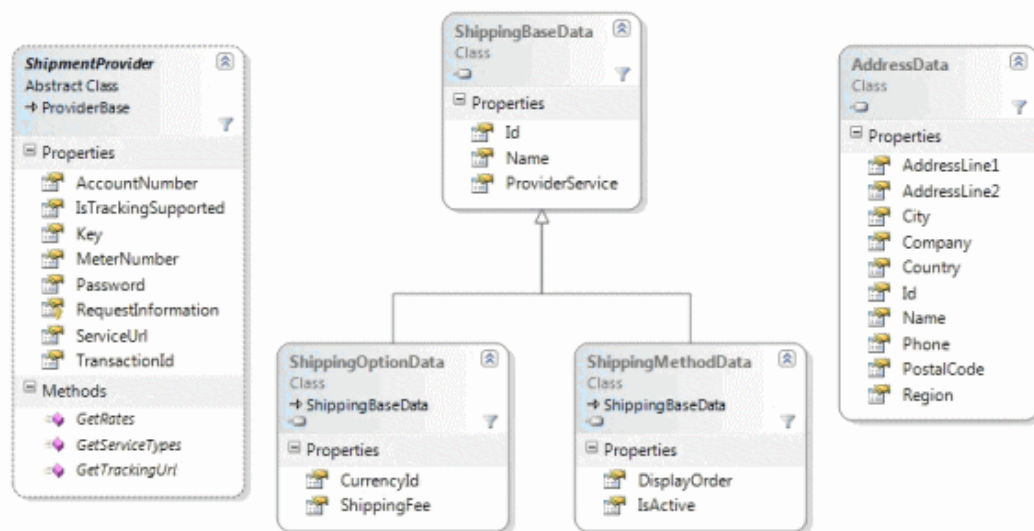 ShipmentProvider
Abstract Class
ProviderBase
Properties
AccountNumber
IsTrackingSupported
Key
MeterNumber
Password
RequestInformation
ServiceUrl
TransactionId
Methods
GetRates
GetServiceTypes
GetTrackingUrl
ShippingBaseData
Class
Properties
Id
Name
ProviderService
ShippingOptionData
Class
ShippingBaseData
Properties
CurrencyId
ShippingFee
ShippingMethodData
Class
ShippingBaseData
Properties
DisplayOrder
IsActive
AddressData
Class
Properties
AddressLine1
AddressLine2
City
Company
Country
Id
Name
Phone
PostalCode
Region